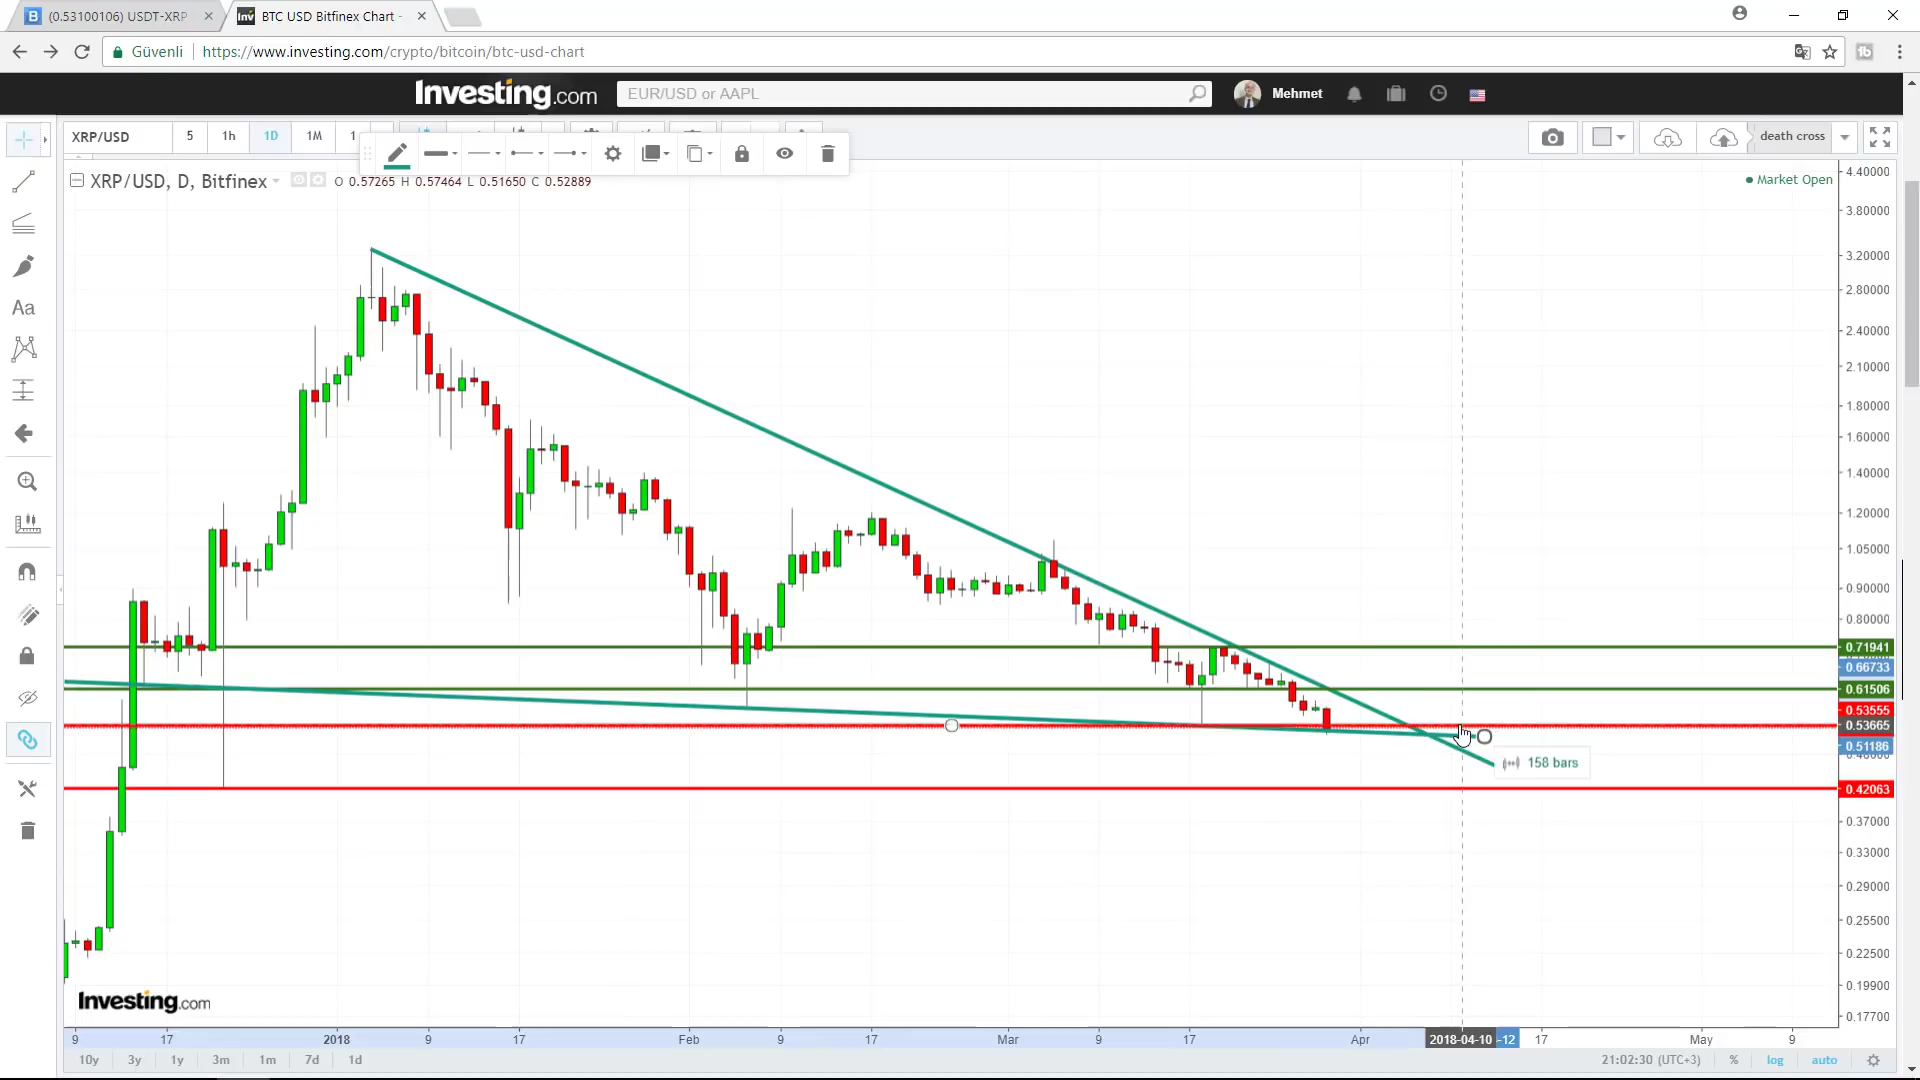 (0.53100106) USDT-XRP
BTC USD Bitfinex Chart -
Güvenli
https://www.investing.com/crypto/bitcoin/btc-usd-chart
Investing.com
EUR/USD or AAPL
Mehmet
XRP/USD
5
1h
1D
1M
1
death cross
XRP/USD, D, Bitfinex
O 0.57265 H 0.57464 L 0.51650 C 0.52889
Market Open
4.40000
3.80000
3.20000
2.80000
2.40000
2.10000
1.80000
1.60000
1.40000
1.20000
1.05000
0.90000
0.80000
0.71941
0.66733
0.61506
0.53555
0.53665
0.51186
0.42063
0.37000
0.33000
0.29000
0.25500
0.22500
0.19900
0.17700
Aa
158 bars
Investing.com
9
17
2018
9
17
Feb
9
17
Mar
9
17
Apr
2018-04-10
-12
17
May
9
10y
3y
1y
3m
1m
7d
1d
21:02:30 (UTC+3)
%
log
auto